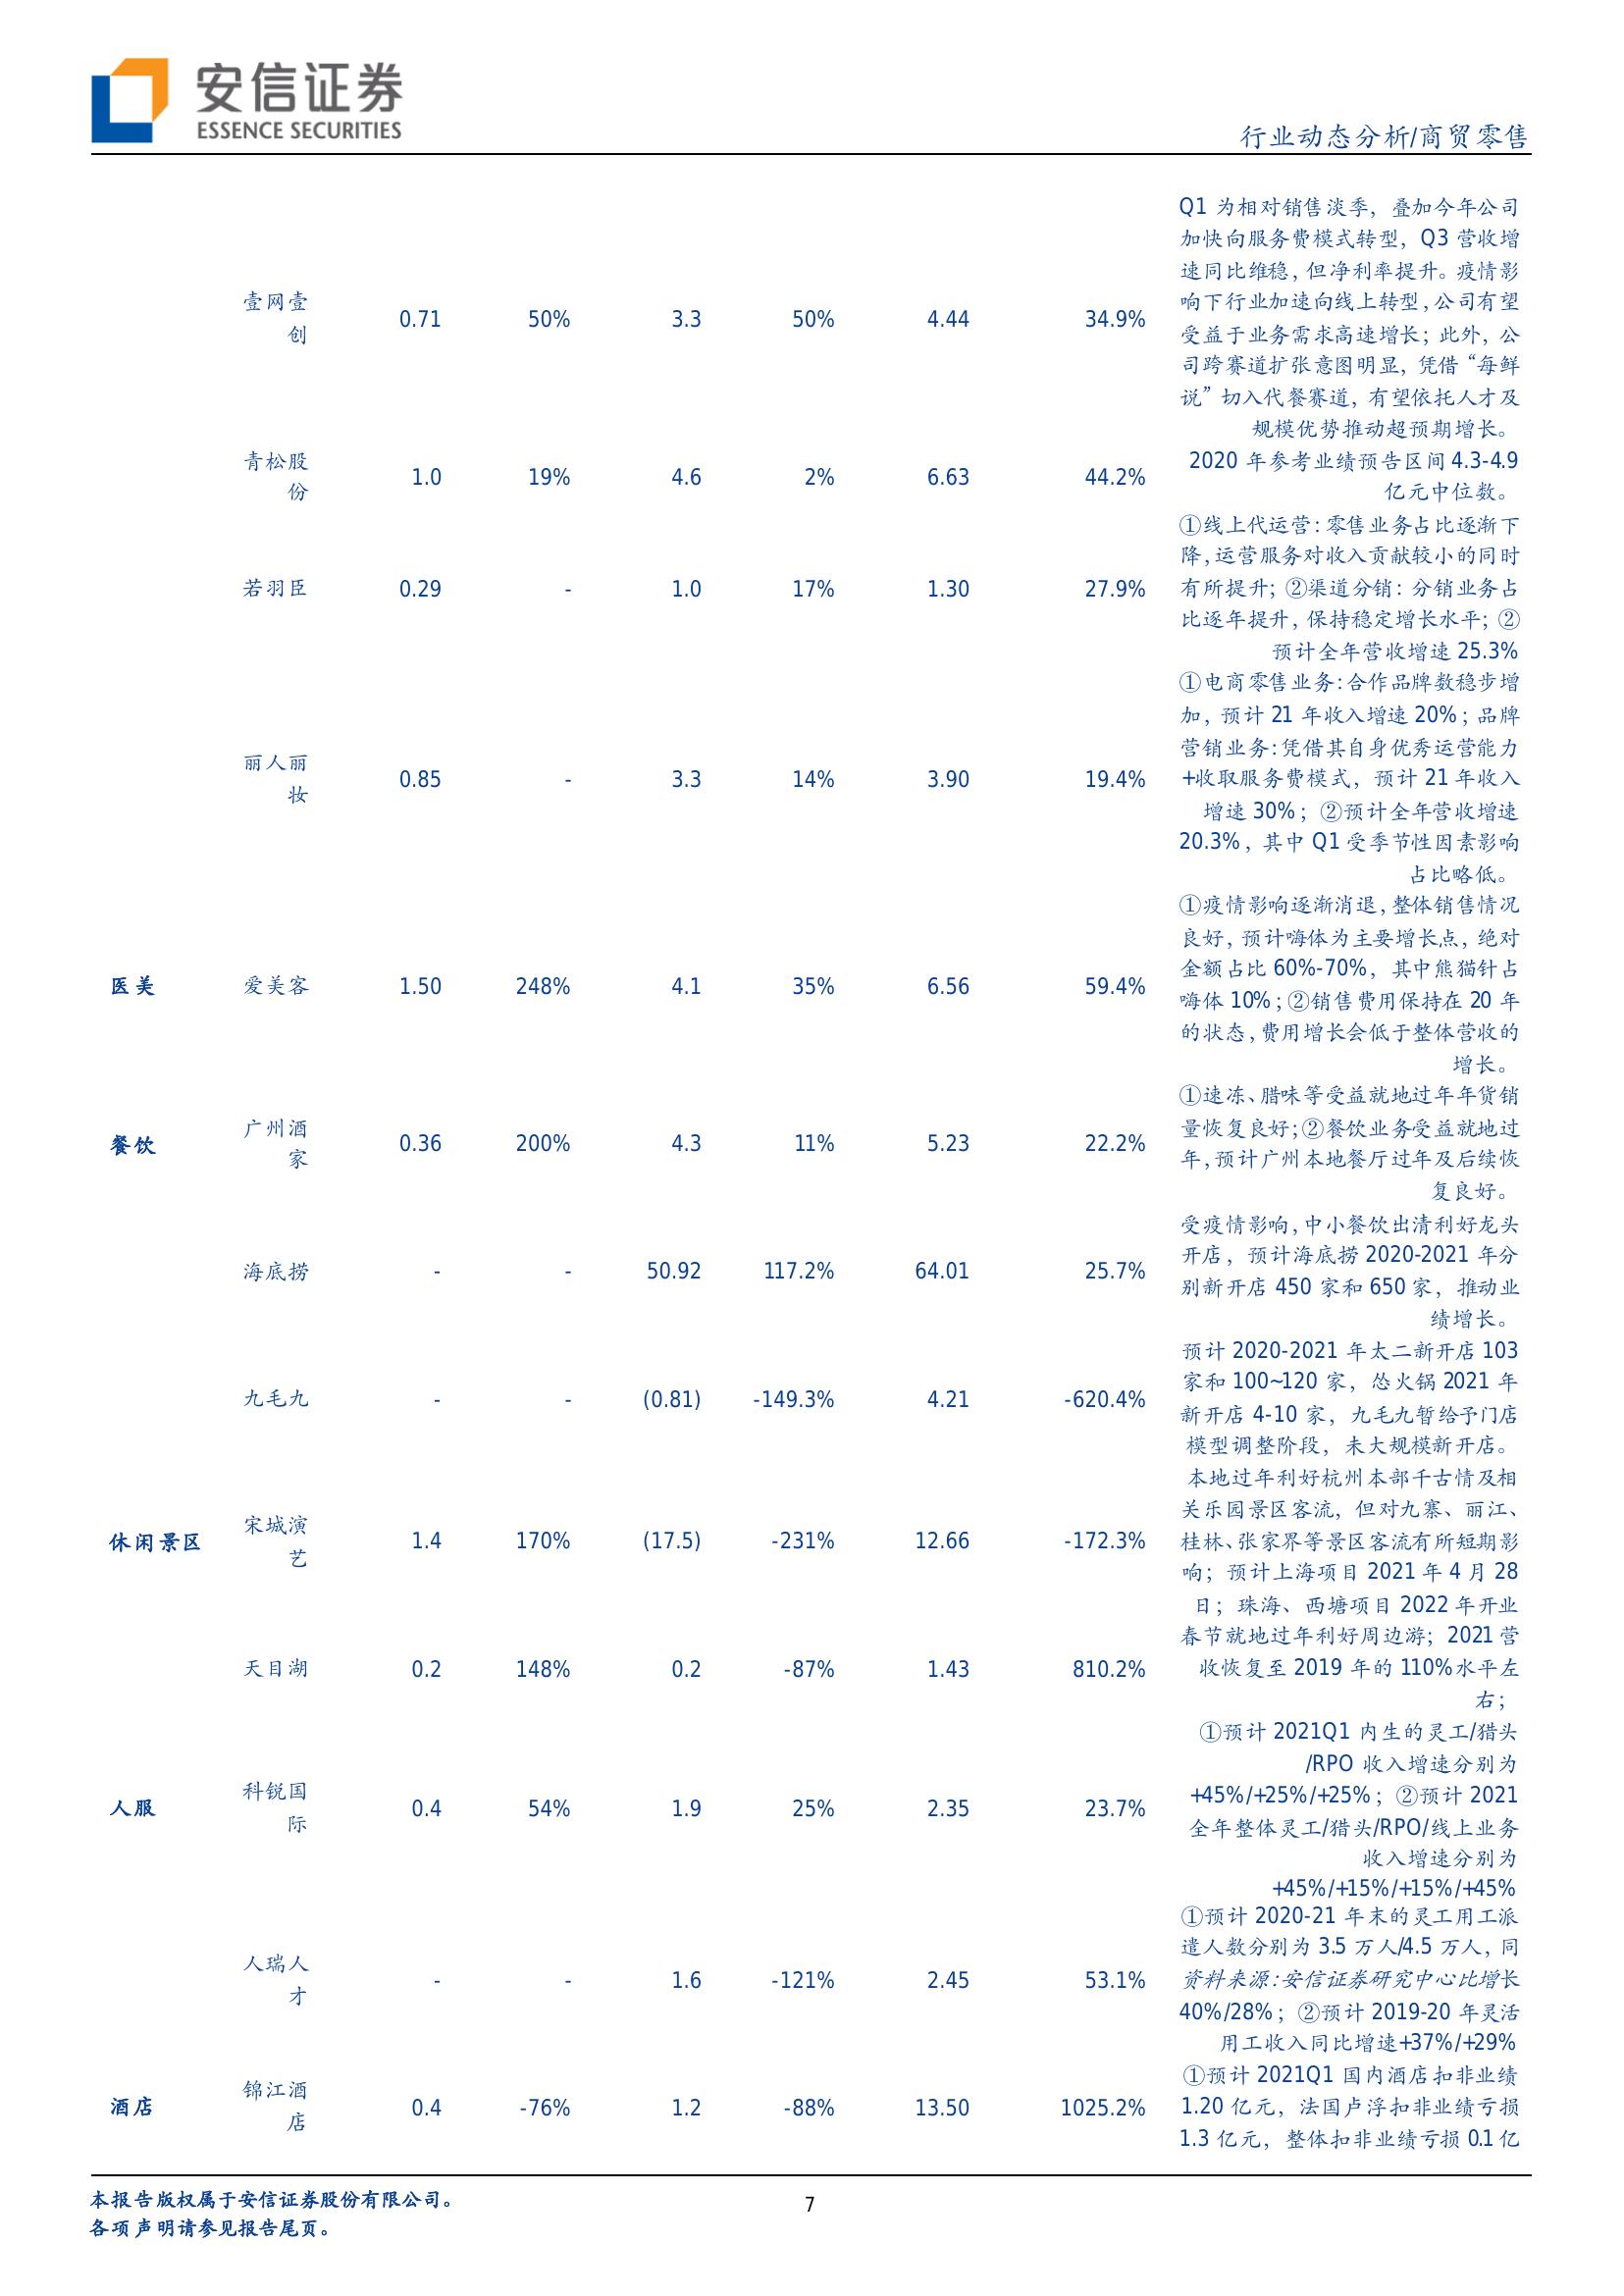 安信证券
ESSENCE SECURITIES
行业动态分析/商贸零售
壹网壹
创
0.71 50% 3.3 50% 4.44 34.9%
Q1 为相对销售淡季，叠加今年公司
加快向服务费模式转型，Q3 营收增
速同比维稳，但净利率提升。疫情影
响下行业加速向线上转型，公司有望
受益于业务需求高速增长；此外，公
司跨赛道扩张意图明显，凭借“每鲜
说”切入代餐赛道，有望依托人才及
规模优势推动超预期增长。
青松股
份
1.0 19% 4.6 2% 6.63 44.2%
2020 年参考业绩预告区间 4.3-4.9
亿元中位数。
若羽臣 0.29 - 1.0 17% 1.30 27.9%
①线上代运营：零售业务占比逐渐下
降，运营服务对收入贡献较小的同时
有所提升；②渠道分销：分销业务占
比逐年提升，保持稳定增长水平；②
预计全年营收增速 25.3%
丽人丽
妆
0.85 - 3.3 14% 3.90 19.4%
①电商零售业务：合作品牌数稳步增
加，预计 21 年收入增速 20%；品牌
营销业务：凭借其自身优秀运营能力
+收取服务费模式，预计 21 年收入
增速 30%；②预计全年营收增速
20.3%，其中 Q1 受季节性因素影响
占比略低。
医美 爱美客 1.50 248% 4.1 35% 6.56 59.4%
①疫情影响逐渐消退，整体销售情况
良好，预计嗨体为主要增长点，绝对
金额占比 60%-70%，其中熊猫针占
嗨体 10%；②销售费用保持在 20 年
的状态，费用增长会低于整体营收的
增长。
餐饮
广州酒
家
0.36 200% 4.3 11% 5.23 22.2%
①速冻、腊味等受益就地过年年货销
量恢复良好；②餐饮业务受益就地过
年，预计广州本地餐厅过年及后续恢
复良好。
海底捞 - - 50.92 117.2% 64.01 25.7%
受疫情影响，中小餐饮出清利好龙头
开店，预计海底捞 2020-2021 年分
别新开店 450 家和 650 家，推动业
绩增长。
九毛九 - - (0.81) -149.3% 4.21 -620.4%
预计 2020-2021 年太二新开店 103
家和 100~120 家，怂火锅 2021 年
新开店 4-10 家，九毛九暂给予门店
模型调整阶段，未大规模新开店。
休闲景区
宋城演
艺
1.4 170% (17.5) -231% 12.66 -172.3%
本地过年利好杭州本部千古情及相
关乐园景区客流，但对九寨、丽江、
桂林、张家界等景区客流有所短期影
响；预计上海项目 2021 年 4 月 28
日；珠海、西塘项目 2022 年开业
天目湖 0.2 148% 0.2 -87% 1.43 810.2%
春节就地过年利好周边游；2021 营
收恢复至 2019 年的 110%水平左
右；
人服
科锐国
际
0.4 54% 1.9 25% 2.35 23.7%
①预计 2021Q1 内生的灵工/猎头
/RPO 收入增速分别为
+45%/+25%/+25%；②预计 2021
全年整体灵工/猎头/RPO/线上业务
收入增速分别为
+45%/+15%/+15%/+45%
人瑞人
才
- - 1.6 -121% 2.45 53.1%
①预计 2020-21 年末的灵工用工派
遣人数分别为 3.5 万人/4.5 万人，同
资料来源：安信证券研究中心比增长
40%/28%；②预计 2019-20 年灵活
用工收入同比增速+37%/+29%
酒店
锦江酒
店
0.4 -76% 1.2 -88% 13.50 1025.2%
①预计 2021Q1 国内酒店扣非业绩
1.20 亿元，法国卢浮扣非业绩亏损
1.3 亿元，整体扣非业绩亏损 0.1 亿
本报告版权属于安信证券股份有限公司。
各项声明请参见报告尾页。
7